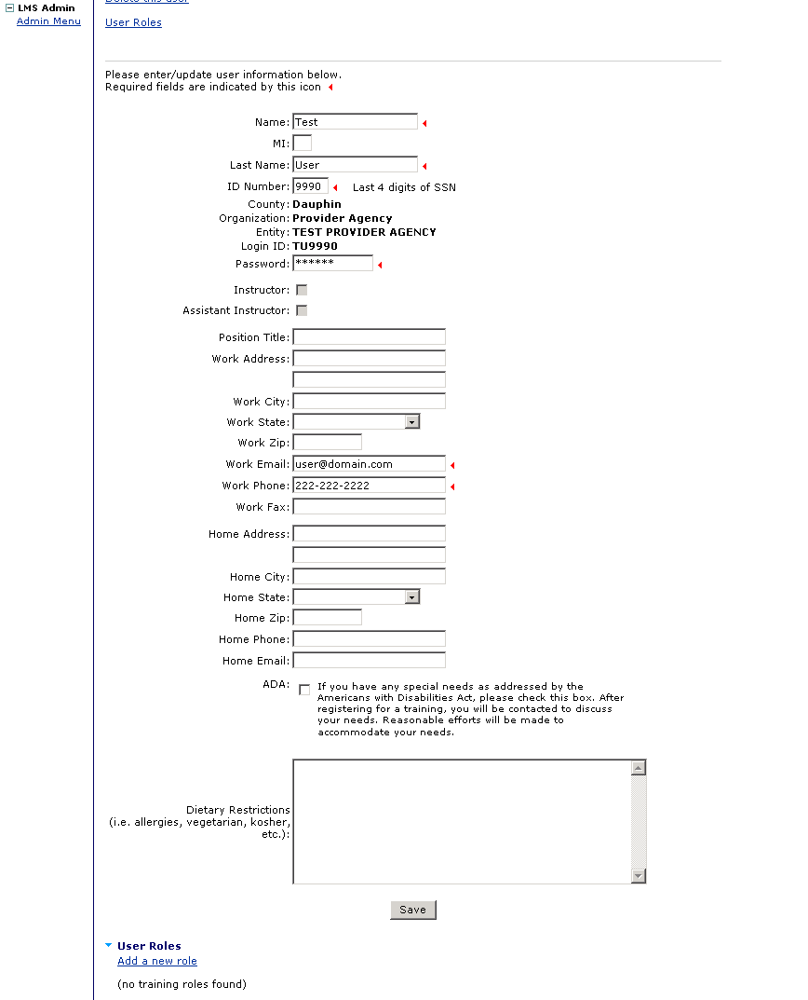 LMS Admin
Admin Menu
Delete this user
User Roles
Please enter/update user information below.
Required fields are indicated by this icon
Name: Test
MI:
Last Name: User
ID Number: 9990 Last 4 digits of SSN
County: Dauphin
Organization: Provider Agency
Entity: TEST PROVIDER AGENCY
Login ID: TU9990
Password: ******
Instructor:
Assistant Instructor:
Position Title:
Work Address:
Work City:
Work State:
Work Zip:
Work Email: user@domain.com
Work Phone: 222-222-2222
Work Fax:
Home Address:
Home City:
Home State:
Home Zip:
Home Phone:
Home Email:
ADA: If you have any special needs as addressed by the
Americans with Disabilities Act, please check this box. After
registering for a training, you will be contacted to discuss
your needs. Reasonable efforts will be made to
accommodate your needs.
Dietary Restrictions
(i.e. allergies, vegetarian, kosher,
etc.):
Save
User Roles
Add a new role
(no training roles found)